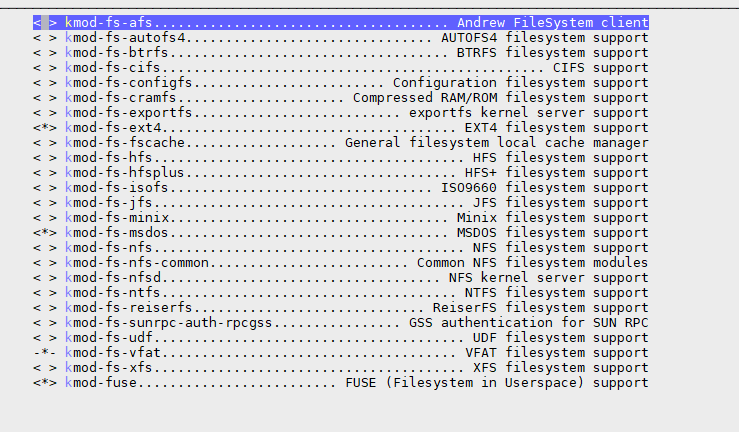 < > kmod-fs-afs..................................... Andrew FileSystem client
< > kmod-fs-autofs4................................ AUTOFS4 filesystem support
< > kmod-fs-btrfs.................................... BTRFS filesystem support
< > kmod-fs-cifs................................................ CIFS support
< > kmod-fs-configfs......................... Configuration filesystem support
< > kmod-fs-cramfs..................... Compressed RAM/ROM filesystem support
< > kmod-fs-exportfs.......................... exportfs kernel server support
<*> kmod-fs-ext4...................................... EXT4 filesystem support
< > kmod-fs-fscache.................... General filesystem local cache manager
< > kmod-fs-hfs........................................ HFS filesystem support
< > kmod-fs-hfsplus................................... HFS+ filesystem support
< > kmod-fs-isofs.................................. ISO9660 filesystem support
< > kmod-fs-jfs........................................ JFS filesystem support
< > kmod-fs-minix.................................... Minix filesystem support
<*> kmod-fs-msdos.................................... MSDOS filesystem support
< > kmod-fs-nfs........................................ NFS filesystem support
< > kmod-fs-nfs-common......................... Common NFS filesystem modules
< > kmod-fs-nfsd................................... NFS kernel server support
< > kmod-fs-ntfs...................................... NTFS filesystem support
< > kmod-fs-reiserfs.............................. ReiserFS filesystem support
< > kmod-fs-sunrpc-auth-rpcgss................ GSS authentication for SUN RPC
< > kmod-fs-udf........................................ UDF filesystem support
-*- kmod-fs-vfat...................................... VFAT filesystem support
< > kmod-fs-xfs........................................ XFS filesystem support
<*> kmod-fuse......................... FUSE (Filesystem in Userspace) support